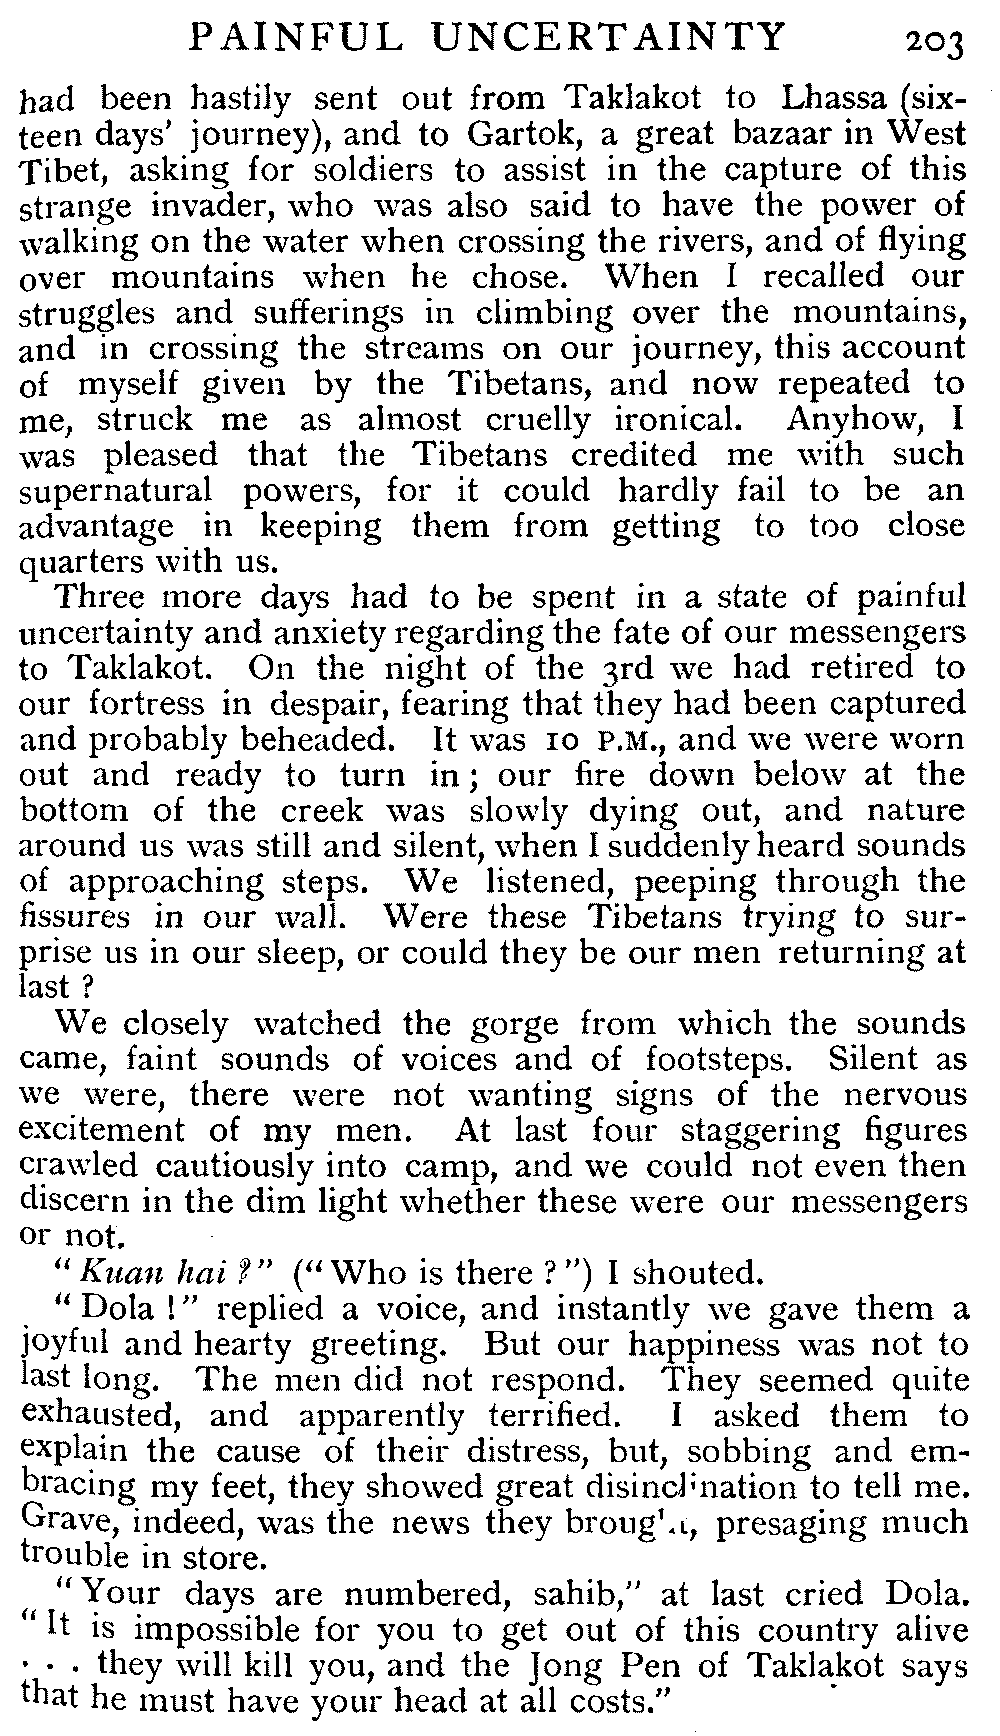 PAINFUL UNCERTAINTY 203
had been hastily sent out from Taklakot to Lhassa (six-
teen days' journey), and to Gartok, a great bazaar in West
Tibet, asking for soldiers to assist in the capture of this
strange invader, who was also said to have the power of
walking on the water when crossing the rivers, and of flying
over mountains when he chose. When I recalled our
struggles and sufferings in climbing over the mountains,
and in crossing the streams on our journey, this account
of myself given by the Tibetans, and now repeated to
me, struck me as almost cruelly ironical. Anyhow, I
was pleased that the Tibetans credited me with such
supernatural powers, for it could hardly fail to be an
advantage in keeping them from getting to too close
quarters with us.
Three more days had to be spent in a state of painful
uncertainty and anxiety regarding the fate of our messengers
to Taklakot. On the night of the 3rd we had retired to
our fortress in despair, fearing that they had been captured
and probably beheaded. It was 10 P.M., and we were worn
out and ready to turn in; our fire down below at the
bottom of the creek was slowly dying out, and nature
around us was still and silent, when I suddenly heard sounds
of approaching steps. We listened, peeping through the
fissures in our wall. Were these Tibetans trying to sur-
prise us in our sleep, or could they be our men returning at
last ?
We closely watched the gorge from which the sounds
came, faint sounds of voices and of footsteps. Silent as
we were, there were not wanting signs of the nervous
excitement of my men. At last four staggering figures
crawled cautiously into camp, and we could not even then
discern in the dim light whether these were our messengers
or not.
"Kuan hai ?" ("Who is there ?") I shouted.
"Dola !" replied a voice, and instantly we gave them a
joyful and hearty greeting. But our happiness was not to
last long. The men did not respond. They seemed quite
exhausted, and apparently terrified. I asked them to
explain the cause of their distress, but, sobbing and em-
bracing my feet, they showed great disinclination to tell me.
Grave, indeed, was the news they brought, presaging much
trouble in store.
"Your days are numbered, sahib," at last cried Dola.
"It is impossible for you to get out of this country alive
. . . they will kill you, and the Jong Pen of Taklakot says
that he must have your head at all costs."